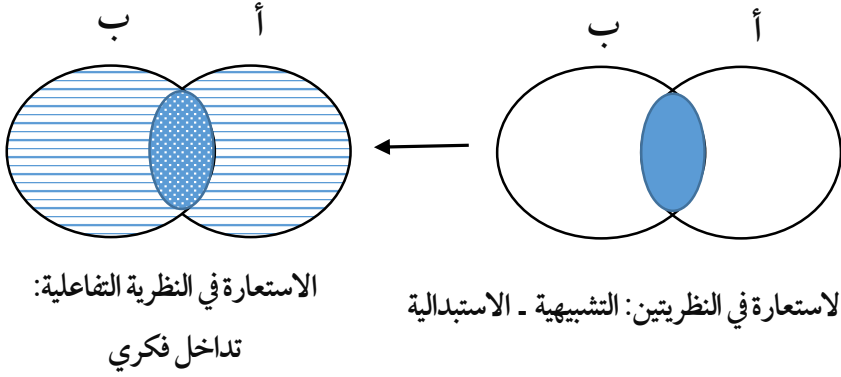 أ ب
أ ب
لاستعارة في النظريتين: التشبيهية ـ الاستبدالية
الاستعارة في النظرية التفاعلية:
تداخل فكري